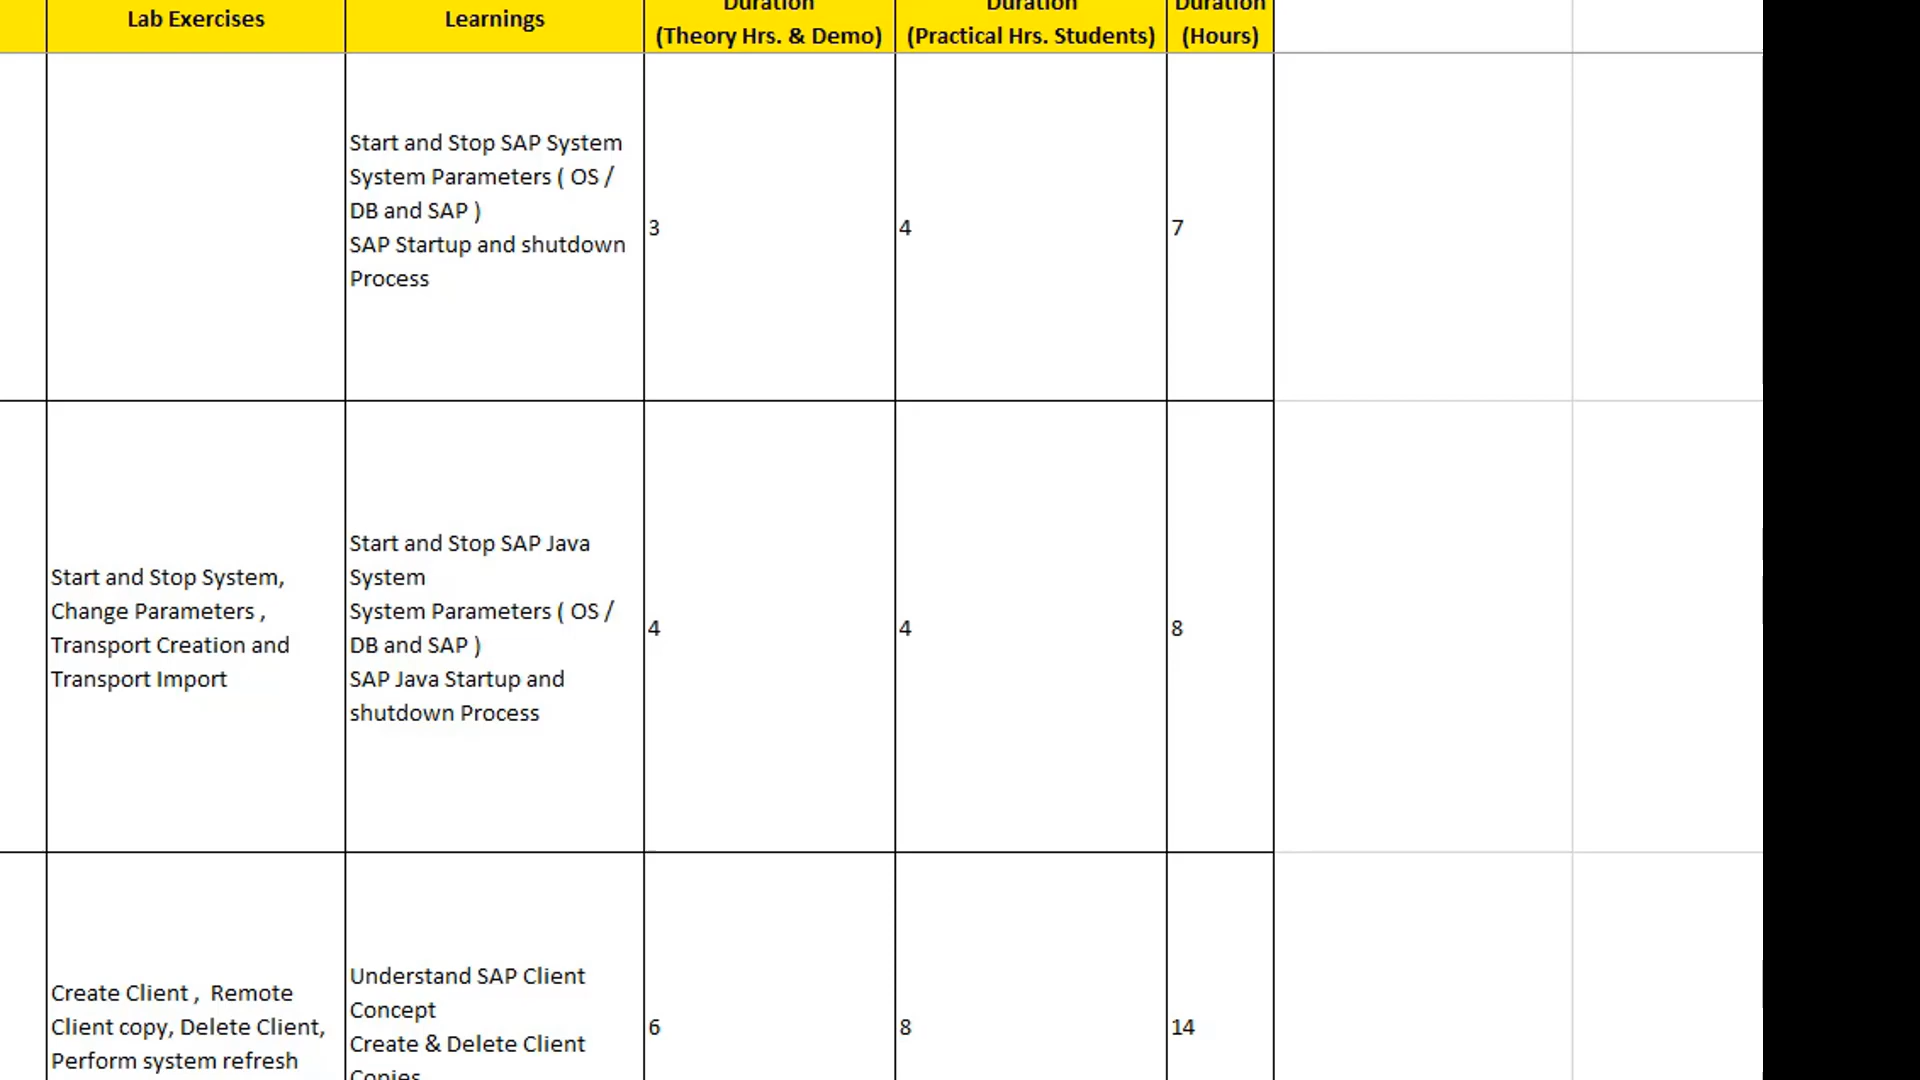 Lab Exercises
Learnings
Duration
(Theory Hrs. & Demo)
Duration
(Practical Hrs. Students)
Duration
(Hours)
Start and Stop SAP System
System Parameters ( OS /
DB and SAP )
SAP Startup and shutdown
Process
3
4
7
Start and Stop System,
Change Parameters ,
Transport Creation and
Transport Import
Start and Stop SAP Java
System
System Parameters ( OS /
DB and SAP )
SAP Java Startup and
shutdown Process
4
4
8
Create Client ,  Remote
Client copy, Delete Client,
Perform system refresh
Understand SAP Client
Concept
Create & Delete Client
Copies
6
8
14